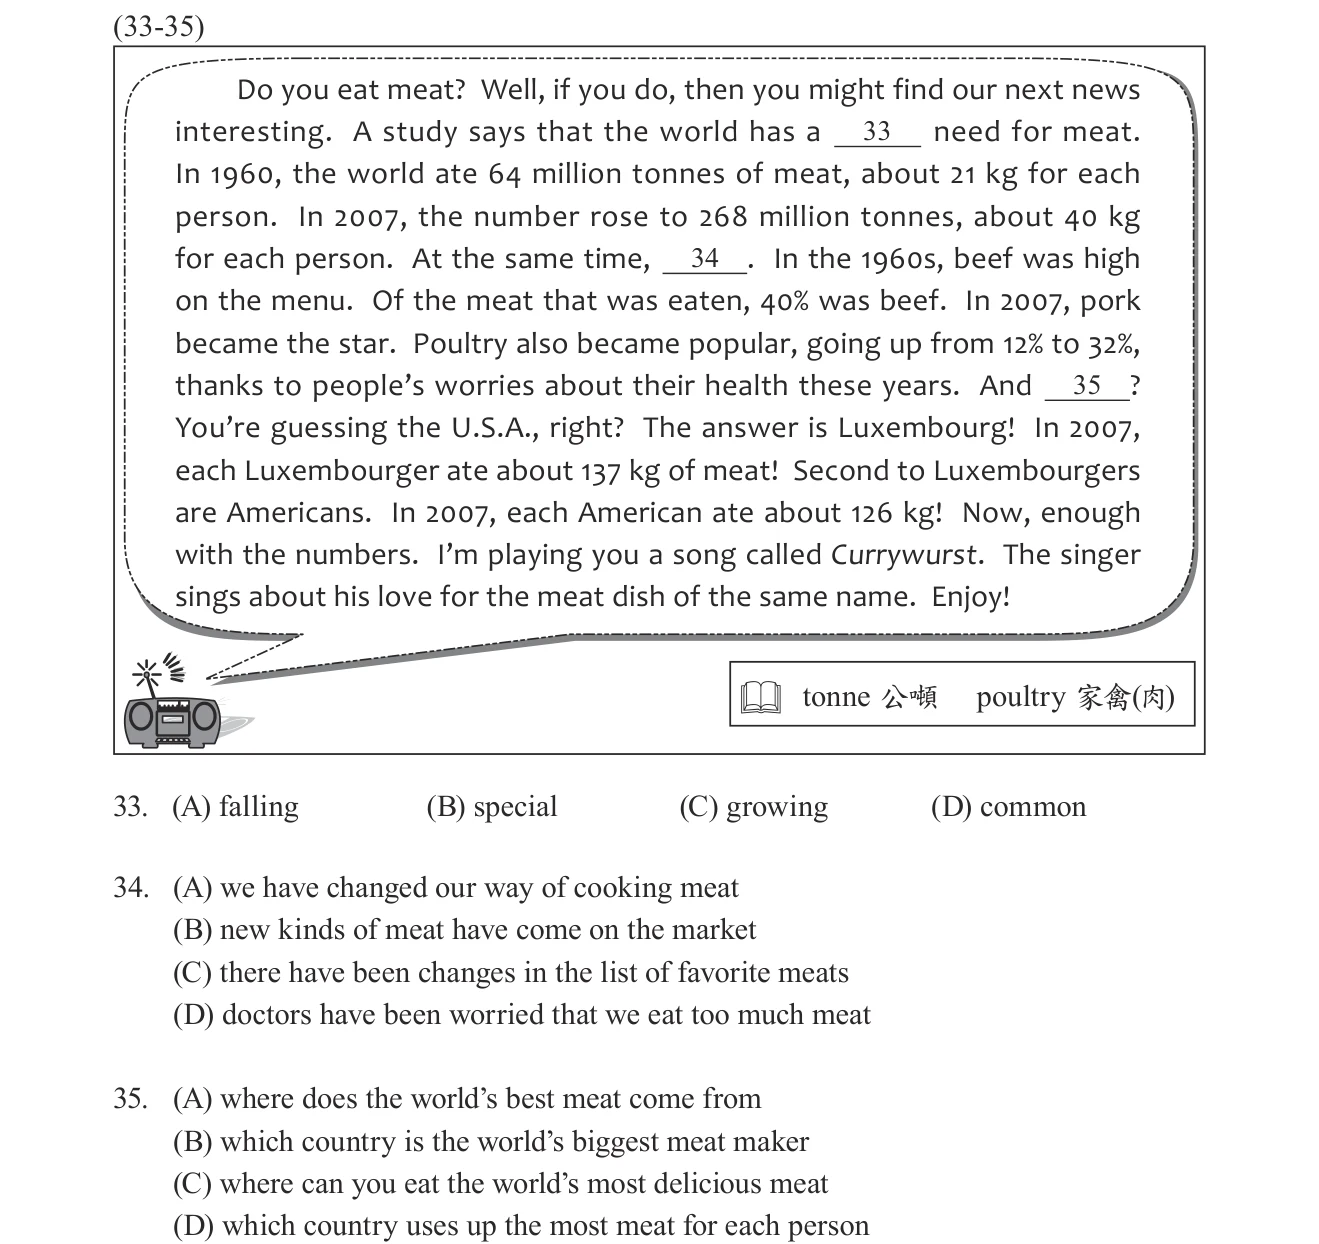 (33-35)
Do you eat meat? Well, if you do, then you might find our next news
interesting. A study says that the world has a __33__ need for meat.
In 1960, the world ate 64 million tonnes of meat, about 21 kg for each
person. In 2007, the number rose to 268 million tonnes, about 40 kg
for each person. At the same time, __34__. In the 1960s, beef was high
on the menu. Of the meat that was eaten, 40% was beef. In 2007, pork
became the star. Poultry also became popular, going up from 12% to 32%,
thanks to people's worries about their health these years. And __35__?
You're guessing the U.S.A., right? The answer is Luxembourg! In 2007,
each Luxembourger ate about 137 kg of meat! Second to Luxembourgers
are Americans. In 2007, each American ate about 126 kg! Now, enough
with the numbers. I'm playing you a song called Currywurst. The singer
sings about his love for the meat dish of the same name. Enjoy!
tonne 公噸 poultry 家禽(肉)
33. (A) falling (B) special (C) growing (D) common
34. (A) we have changed our way of cooking meat
(B) new kinds of meat have come on the market
(C) there have been changes in the list of favorite meats
(D) doctors have been worried that we eat too much meat
35. (A) where does the world's best meat come from
(B) which country is the world's biggest meat maker
(C) where can you eat the world's most delicious meat
(D) which country uses up the most meat for each person